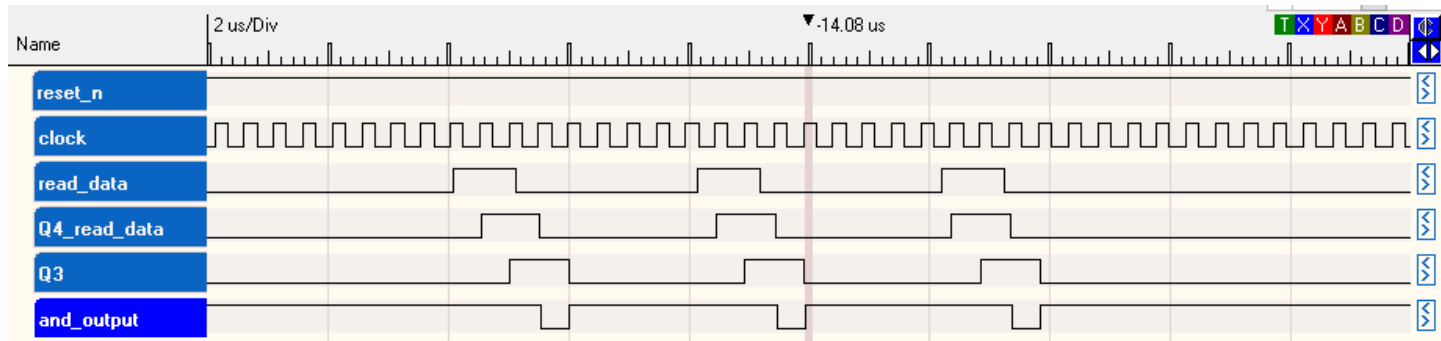 2 us/Div
-14.08 us
T X Y A B C D
Name
reset_n
clock
read_data
Q4_read_data
Q3
and_output